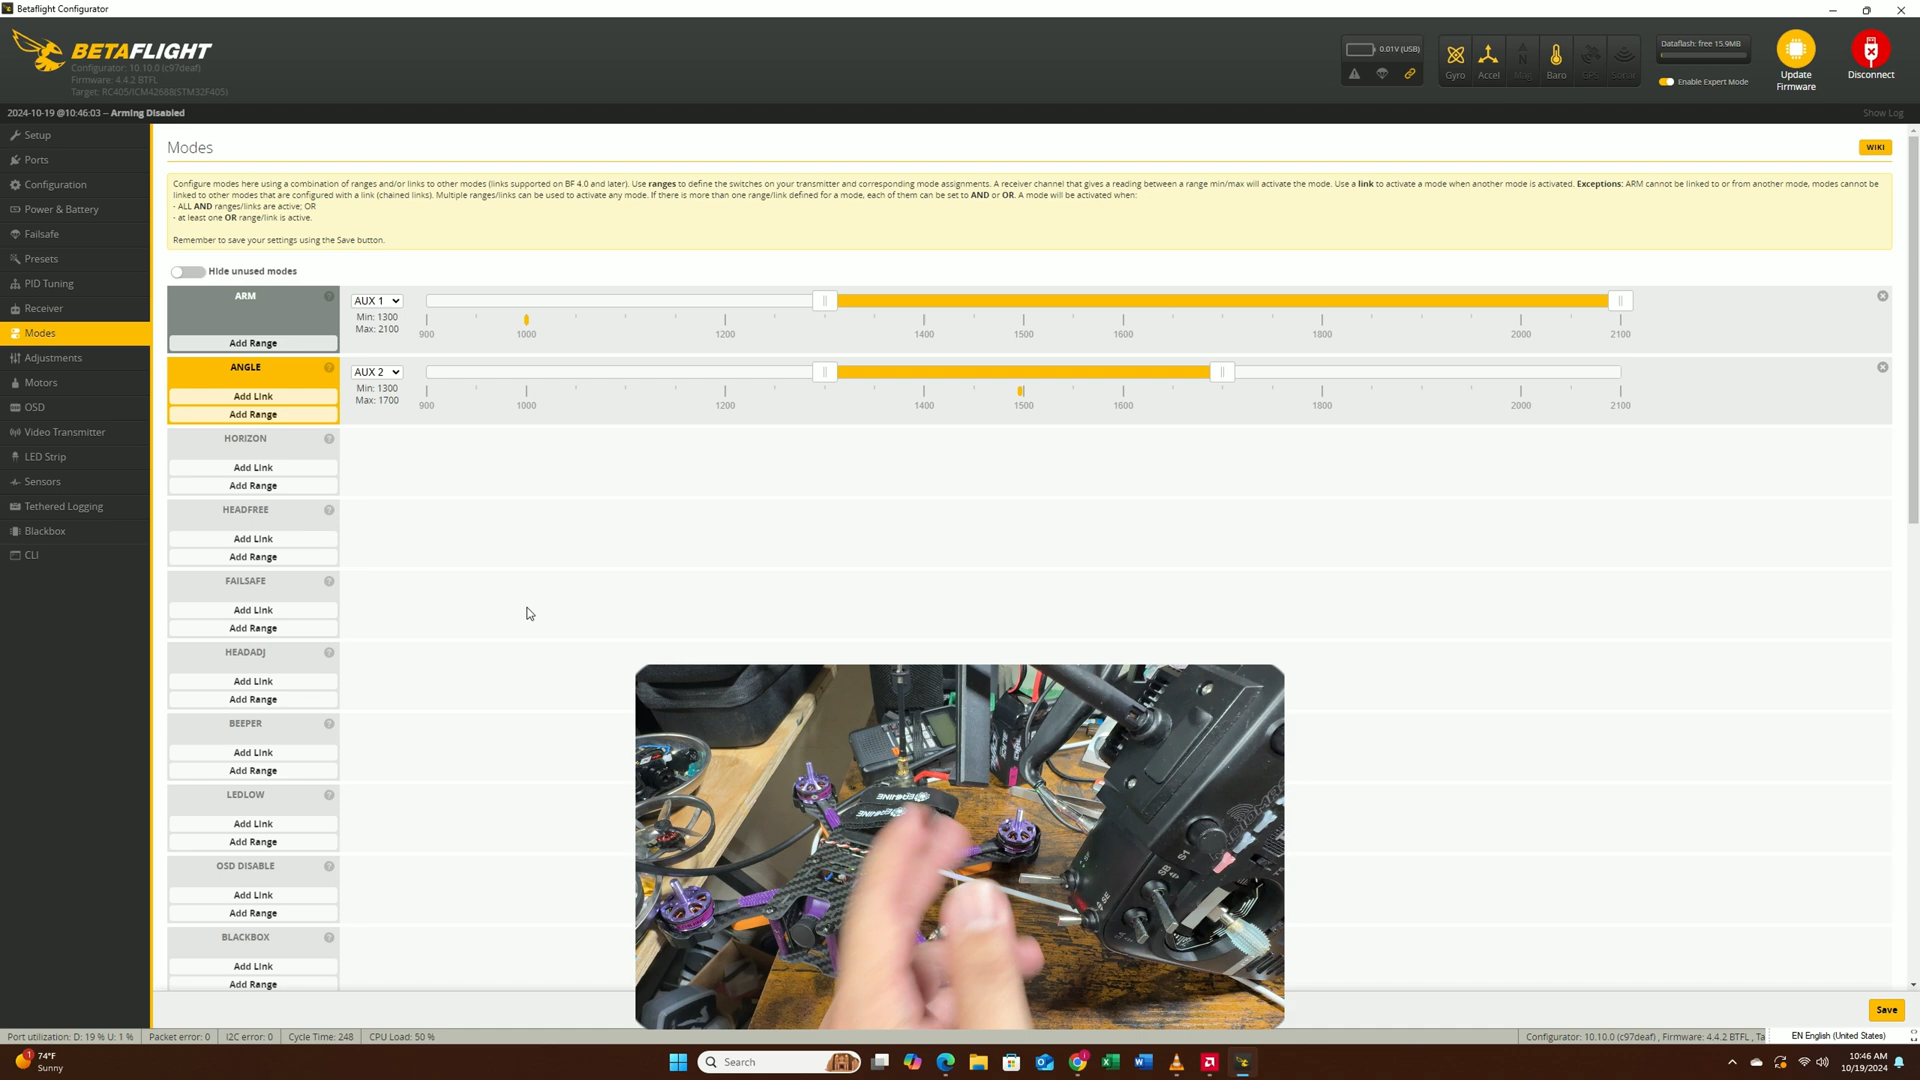 Betaflight Configurator
BETAFLIGHT
Configurator: 10.10.0 (c97deaf)
Firmware: 4.4.2 BTFL
Target: RC405/ICM42688(STM32F405)
0.01V (USB)
Gyro
Accel
Mag
Baro
GPS
Sonar
Dataflash: free 15.9MB
Enable Expert Mode
Update
Firmware
Disconnect
2024-10-19 @10:46:03 -- Arming Disabled
Show Log
Setup
Ports
Configuration
Power & Battery
Failsafe
Presets
PID Tuning
Receiver
Modes
Adjustments
Motors
OSD
Video Transmitter
LED Strip
Sensors
Tethered Logging
Blackbox
CLI
Modes
WIKI
Configure modes here using a combination of ranges and/or links to other modes (links supported on BF 4.0 and later). Use ranges to define the switches on your transmitter and corresponding mode assignments. A receiver channel that gives a reading between a range min/max will activate the mode. Use a link to activate a mode when another mode is activated. Exceptions: ARM cannot be linked to or from another mode, modes cannot be
linked to other modes that are configured with a link (chained links). Multiple ranges/links can be used to activate any mode. If there is more than one range/link defined for a mode, each of them can be set to AND or OR. A mode will be activated when:
- ALL AND ranges/links are active; OR
- at least one OR range/link is active.
Remember to save your settings using the Save button.
Hide unused modes
ARM
Add Range
AUX 1
Min: 1300
Max: 2100
900 1000 1200 1400 1500 1600 1800 2000 2100
ANGLE
Add Link
Add Range
AUX 2
Min: 1300
Max: 1700
900 1000 1200 1400 1500 1600 1800 2000 2100
HORIZON
Add Link
Add Range
HEADFREE
Add Link
Add Range
FAILSAFE
Add Link
Add Range
HEADADJ
Add Link
Add Range
BEEPER
Add Link
Add Range
LEDLOW
Add Link
Add Range
OSD DISABLE
Add Link
Add Range
BLACKBOX
Add Link
Add Range
EACHINE
S1
SB
SE
Save
Port utilization: D: 19 % U: 1 %
Packet error: 0
I2C error: 0
Cycle Time: 248
CPU Load: 50 %
Configurator: 10.10.0 (c97deaf) , Firmware: 4.4.2 BTFL , Ta
EN English (United States)
1
74°F
Sunny
Search
10:46 AM
10/19/2024